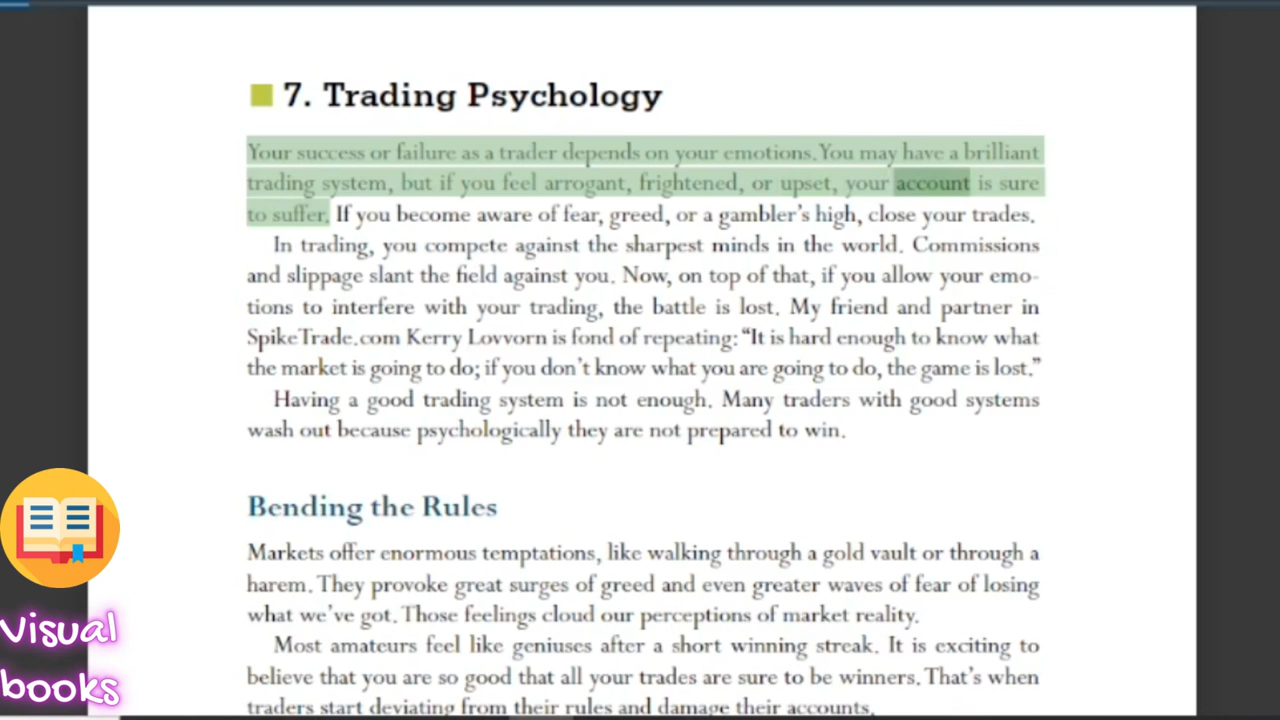 7. Trading Psychology
Your success or failure as a trader depends on your emotions. You may have a brilliant
trading system, but if you feel arrogant, frightened, or upset, your account is sure
to suffer. If you become aware of fear, greed, or a gambler's high, close your trades.
In trading, you compete against the sharpest minds in the world. Commissions
and slippage slant the field against you. Now, on top of that, if you allow your emo-
tions to interfere with your trading, the battle is lost. My friend and partner in
SpikeTrade.com Kerry Lovvorn is fond of repeating: “It is hard enough to know what
the market is going to do; if you don't know what you are going to do, the game is lost.”
Having a good trading system is not enough. Many traders with good systems
wash out because psychologically they are not prepared to win.
Bending the Rules
Markets offer enormous temptations, like walking through a gold vault or through a
harem. They provoke great surges of greed and even greater waves of fear of losing
what we've got. Those feelings cloud our perceptions of market reality.
Most amateurs feel like geniuses after a short winning streak. It is exciting to
believe that you are so good that all your trades are sure to be winners. That's when
traders start deviating from their rules and damage their accounts.
Visual
books